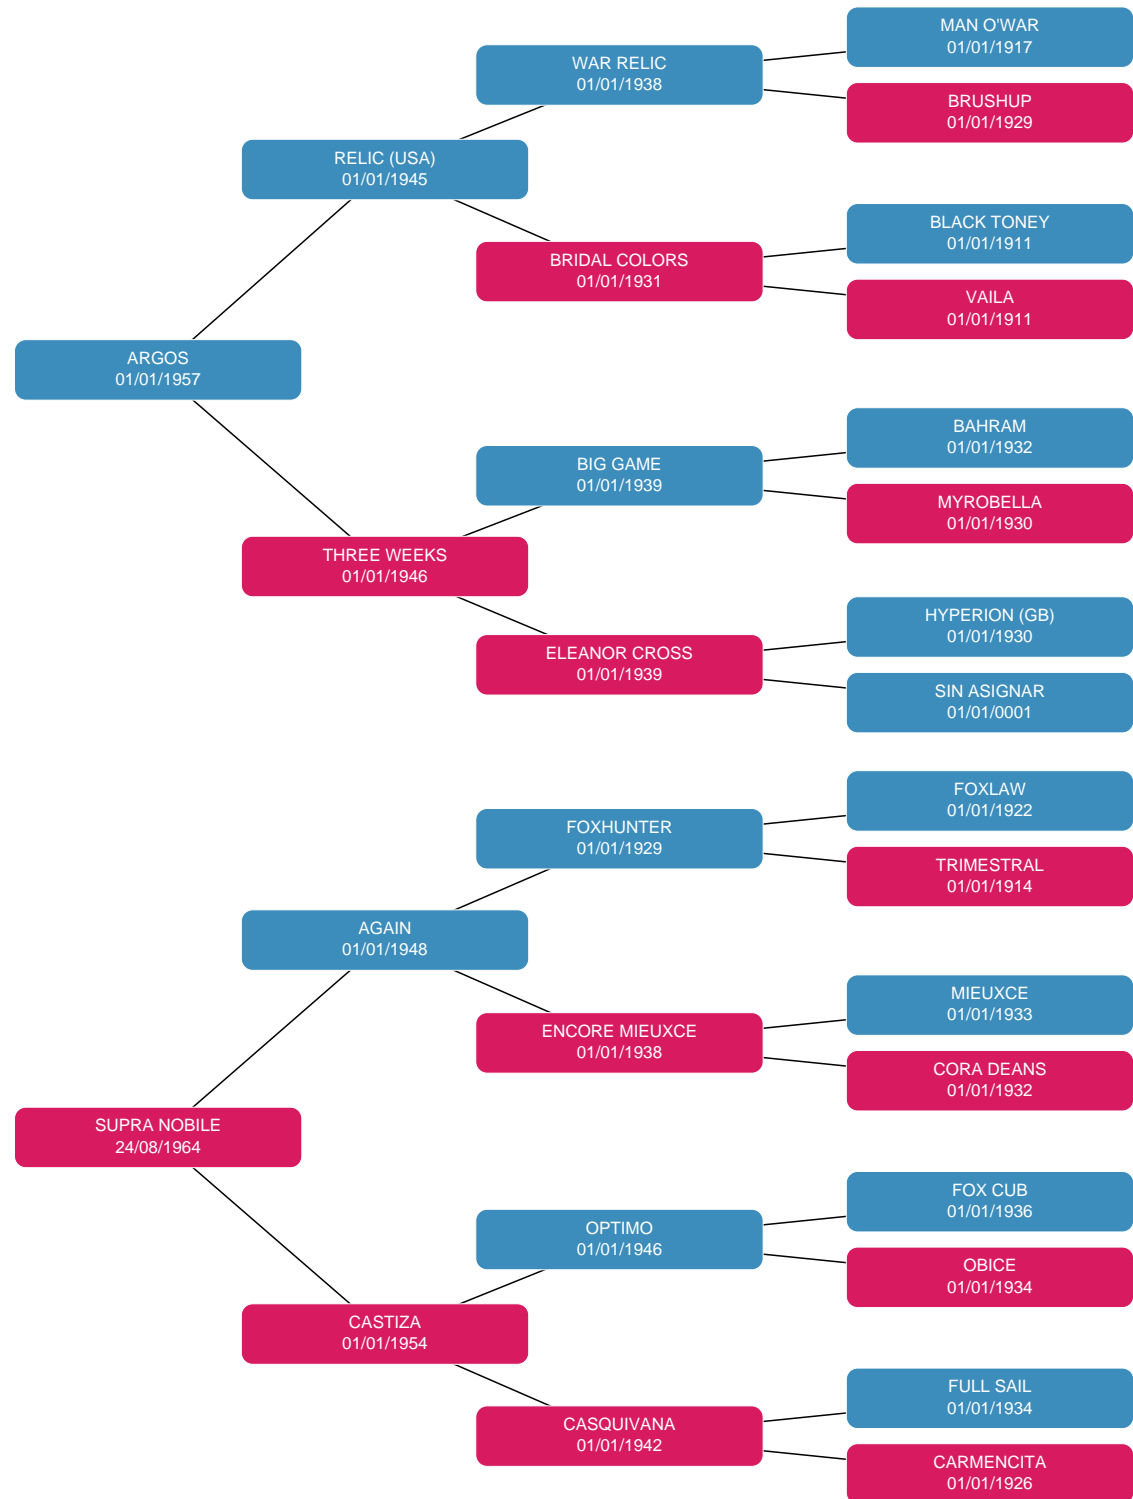 MAN O'WAR
01/01/1917
WAR RELIC
01/01/1938
BRUSHUP
01/01/1929
RELIC (USA)
01/01/1945
BLACK TONEY
01/01/1911
BRIDAL COLORS
01/01/1931
VAILA
01/01/1911
ARGOS
01/01/1957
BAHRAM
01/01/1932
BIG GAME
01/01/1939
MYROBELLA
01/01/1930
THREE WEEKS
01/01/1946
HYPERION (GB)
01/01/1930
ELEANOR CROSS
01/01/1939
SIN ASIGNAR
01/01/0001
FOXLAW
01/01/1922
FOXHUNTER
01/01/1929
TRIMESTRAL
01/01/1914
AGAIN
01/01/1948
MIEUXCE
01/01/1933
ENCORE MIEUXCE
01/01/1938
CORA DEANS
01/01/1932
SUPRA NOBILE
24/08/1964
FOX CUB
01/01/1936
OPTIMO
01/01/1946
OBICE
01/01/1934
CASTIZA
01/01/1954
FULL SAIL
01/01/1934
CASQUIVANA
01/01/1942
CARMENCITA
01/01/1926